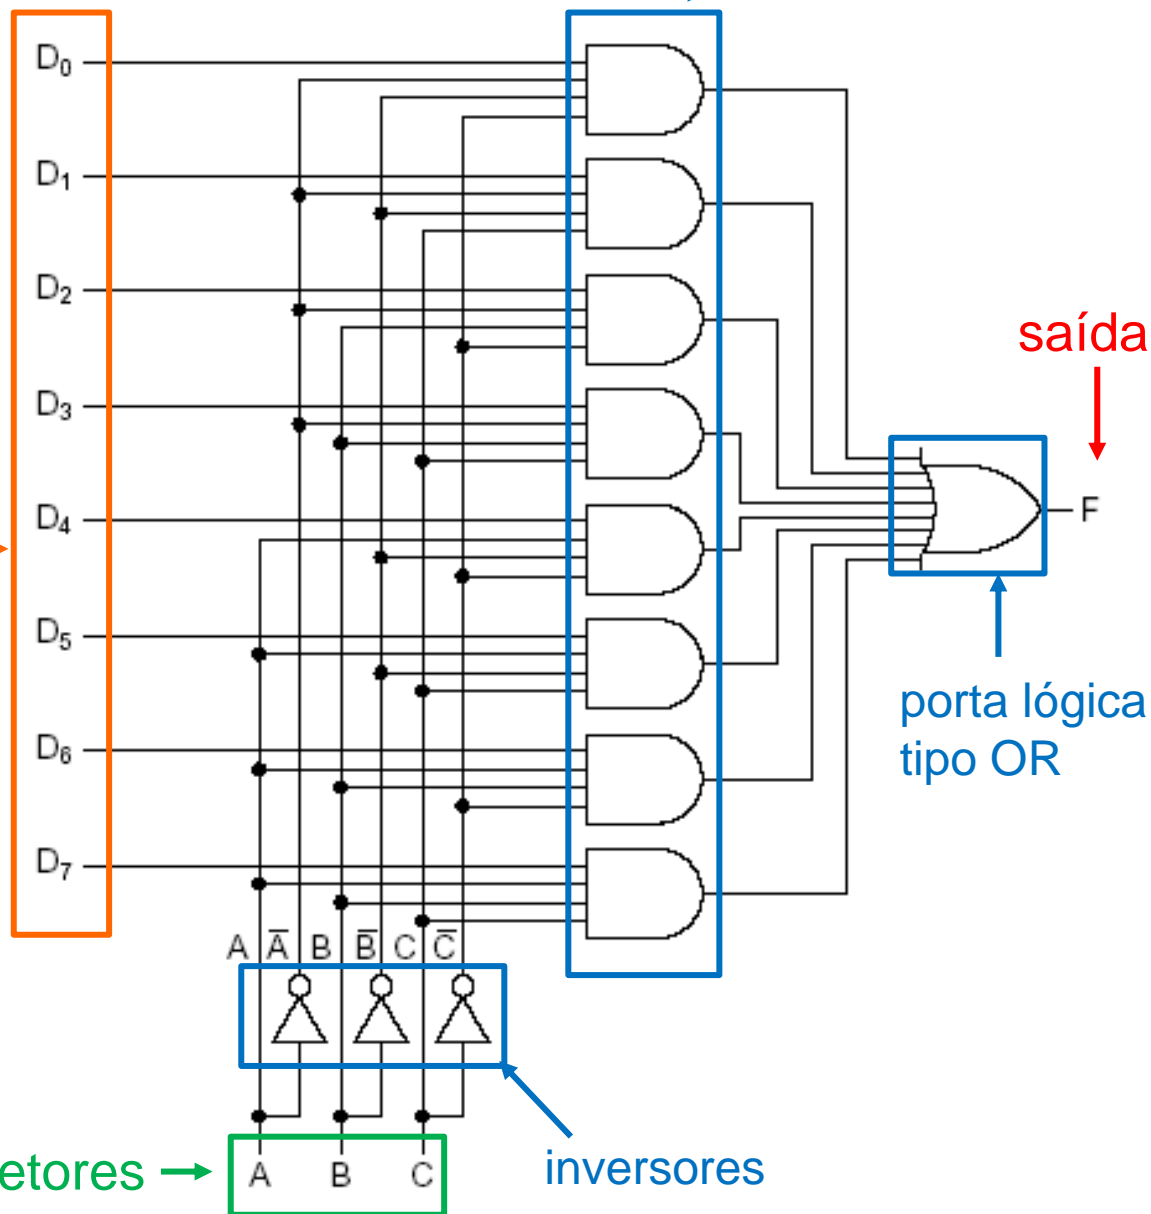 D0
D1
D2
saída
D3
D4
F
D5
porta lógica
tipo OR
D6
D7
A A̅ B B̅ C C̅
etores
A B C
inversores